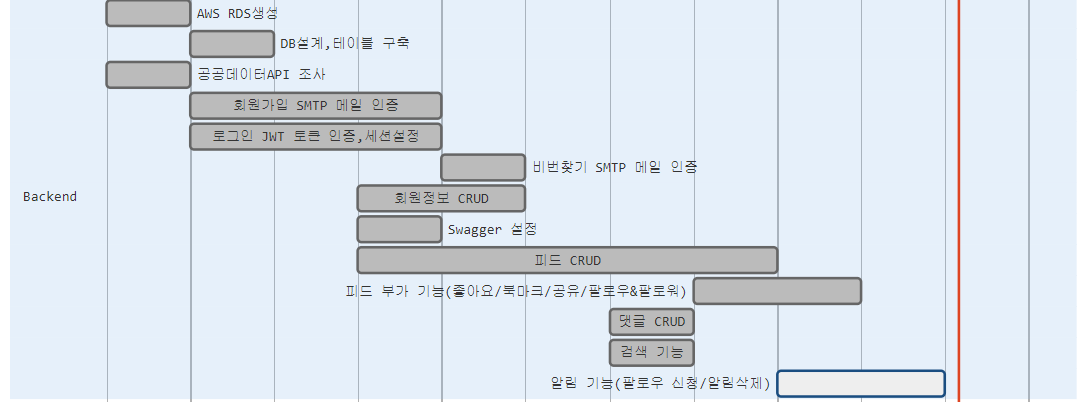 AWS RDS생성
DB설계,테이블 구축
공공데이터API 조사
회원가입 SMTP 메일 인증
로그인 JWT 토큰 인증,세션설정
비번찾기 SMTP 메일 인증
Backend
회원정보 CRUD
Swagger 설정
피드 CRUD
피드 부가 기능(좋아요/북마크/공유/팔로우&팔로워)
댓글 CRUD
검색 기능
알림 기능(팔로우 신청/알림삭제)